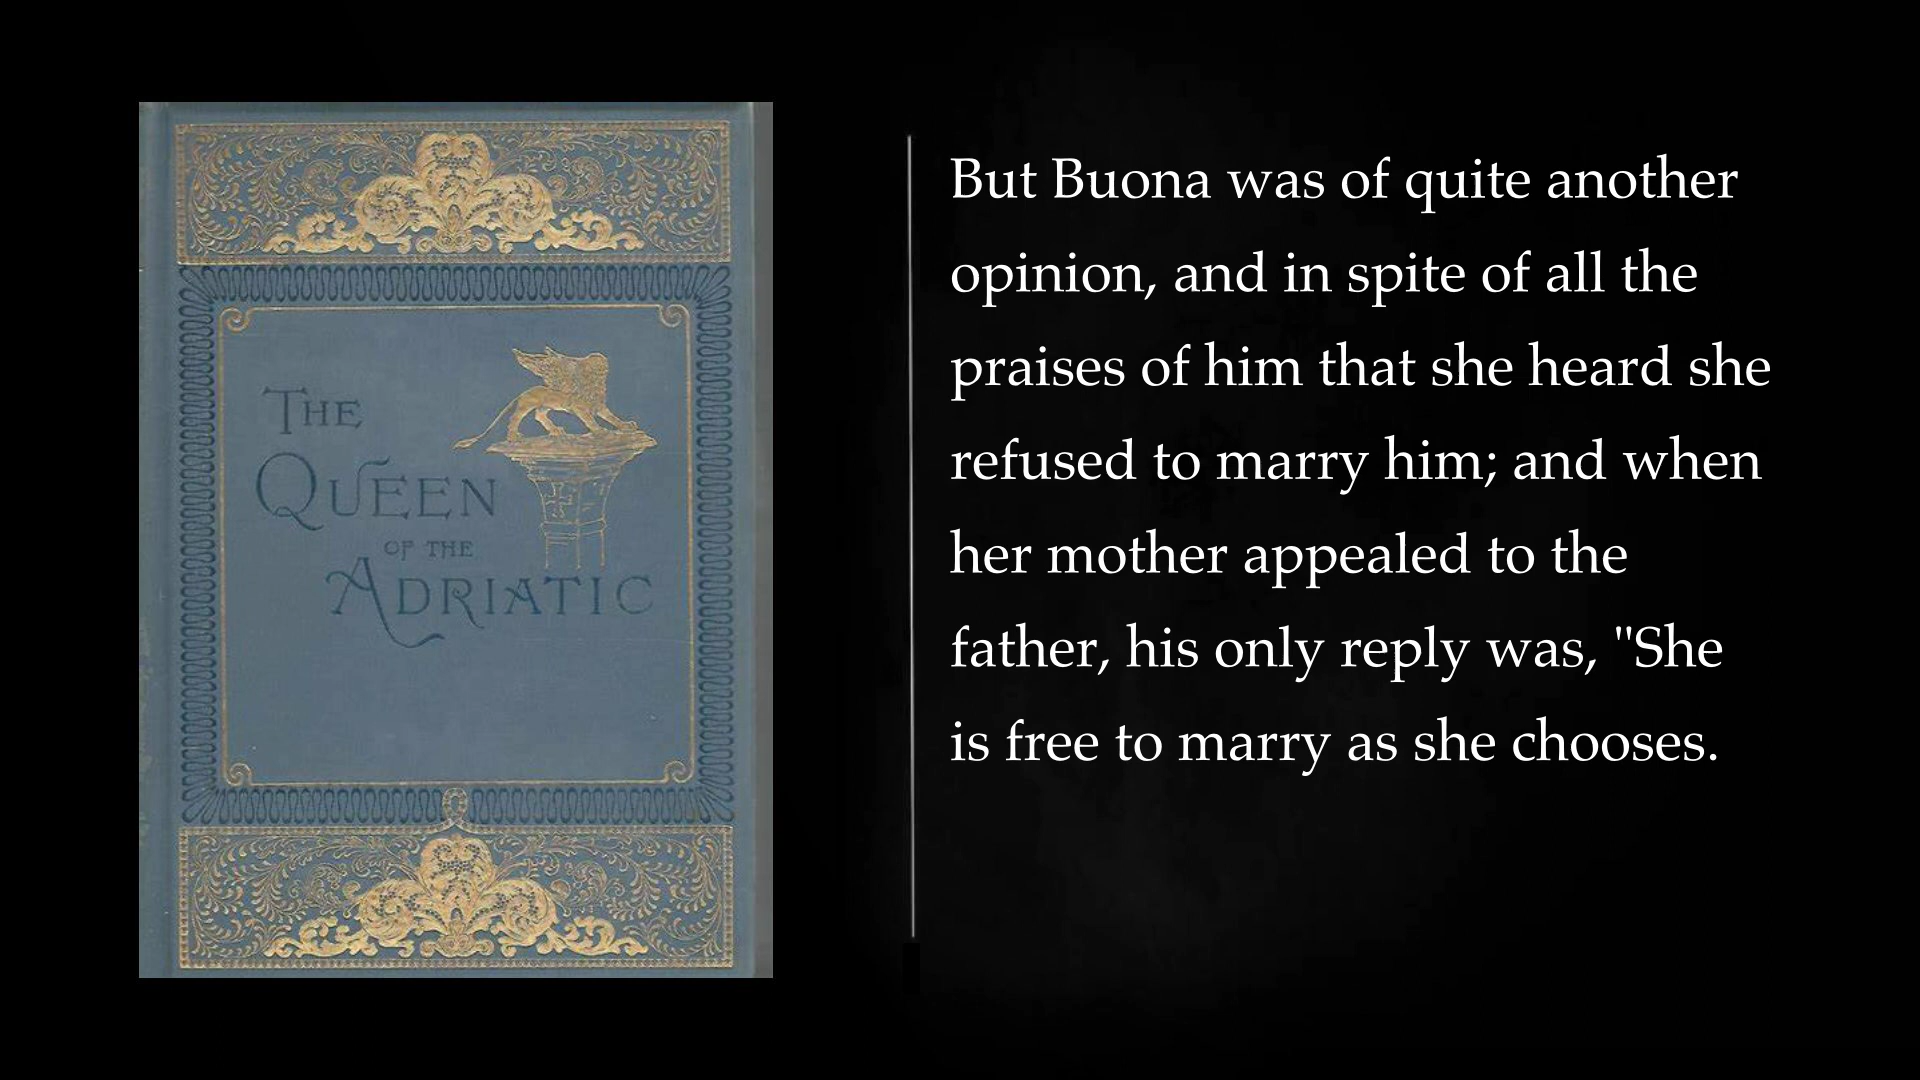 THE
QUEEN
OF THE
ADRIATIC
But Buona was of quite another
opinion, and in spite of all the
praises of him that she heard she
refused to marry him; and when
her mother appealed to the
father, his only reply was, "She
is free to marry as she chooses.